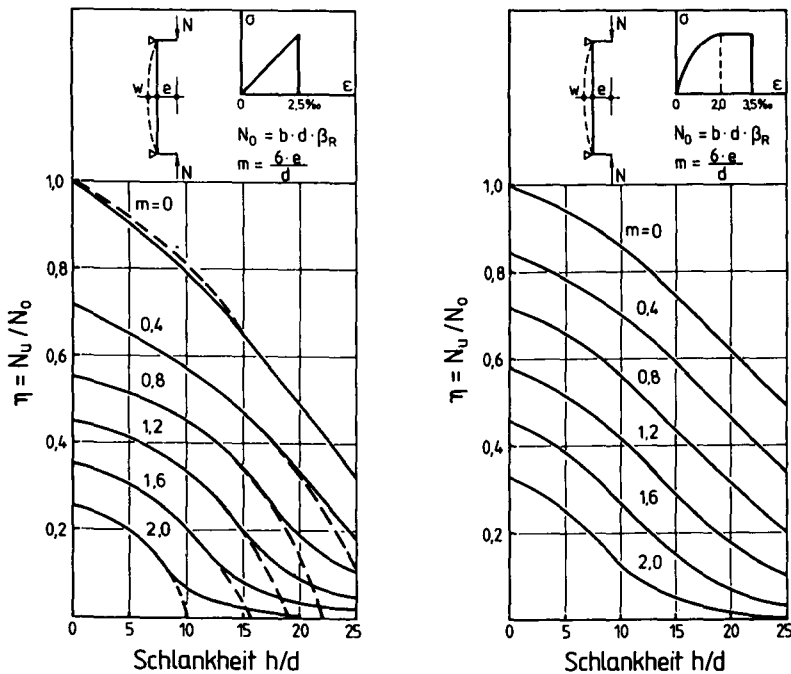 N
σ
w e
0 2,5‰ ε
N₀ = b · d · β_R
m = 6 · e / d
N
1,0
m=0
0,8
0,4
0,6
0,8
0,4
1,2
1,6
0,2
2,0
η = Nᵤ / N₀
0 5 10 15 20 25
Schlankheit h/d
N
σ
w e
0 2,0 3,5‰ ε
N₀ = b · d · β_R
m = 6 · e / d
N
1,0
m=0
0,8
0,4
0,6
0,8
1,2
0,4
1,6
0,2
2,0
η = Nᵤ / N₀
0 5 10 15 20 25
Schlankheit h/d